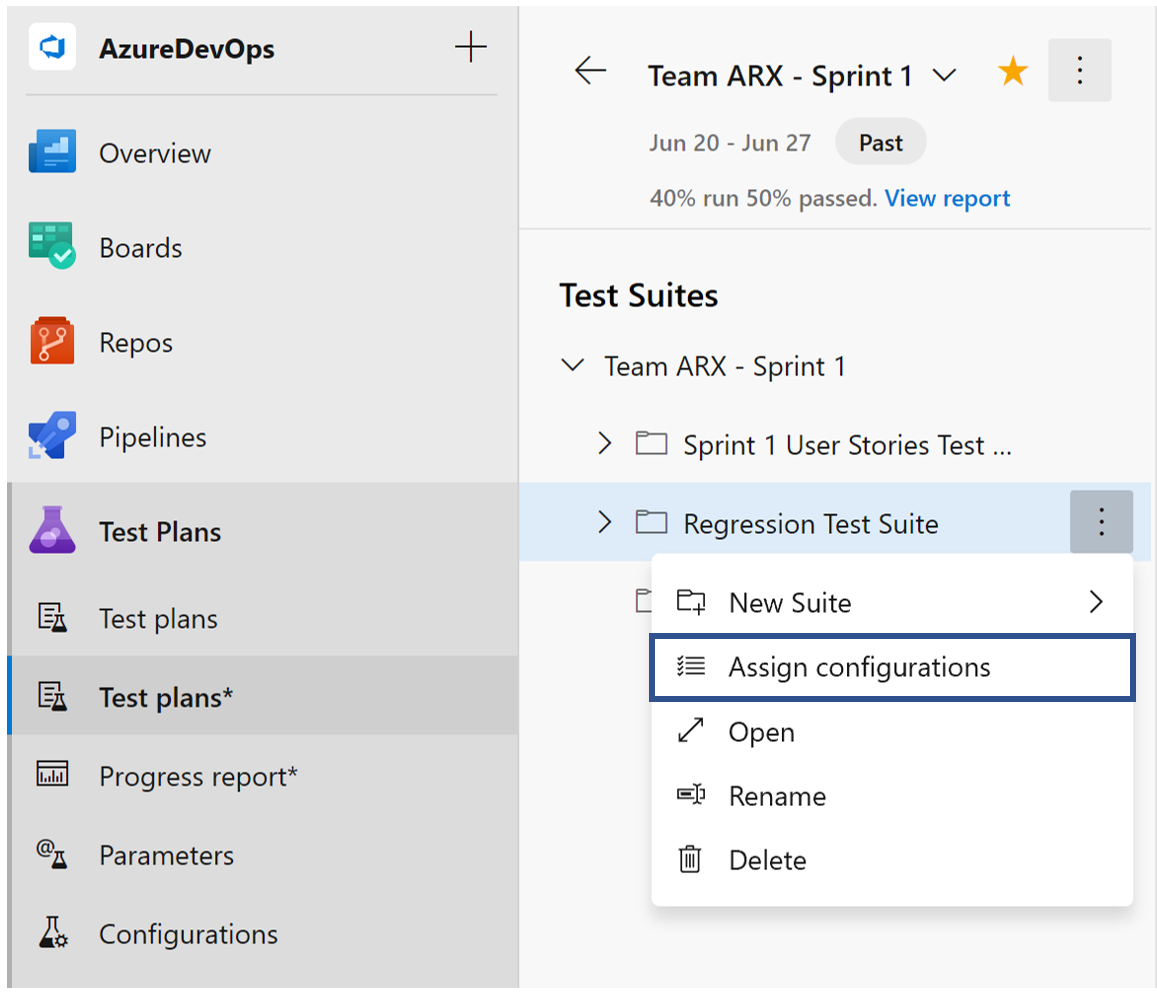 AzureDevOps
Overview
Boards
Repos
Pipelines
Test Plans
Test plans
Test plans*
Progress report*
Parameters
Configurations
Team ARX - Sprint 1
Jun 20 - Jun 27 Past
40% run 50% passed. View report
Test Suites
Team ARX - Sprint 1
Sprint 1 User Stories Test ...
Regression Test Suite
New Suite
Assign configurations
Open
Rename
Delete